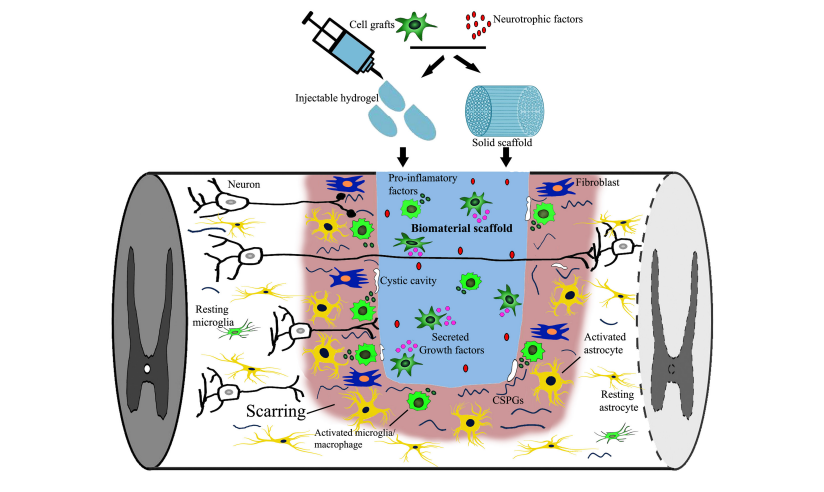 Cell grafts
Neurotrophic factors
Injectable hydrogel
Solid scaffold
Neuron
Pro-inflamatory
factors
Fibroblast
Biomaterial scaffold
Cystic cavity
Resting
microglia
Secreted
Growth factors
Activated
astrocyte
CSPGs
Resting
astrocyte
Scarring
Activated microglia/
macrophage